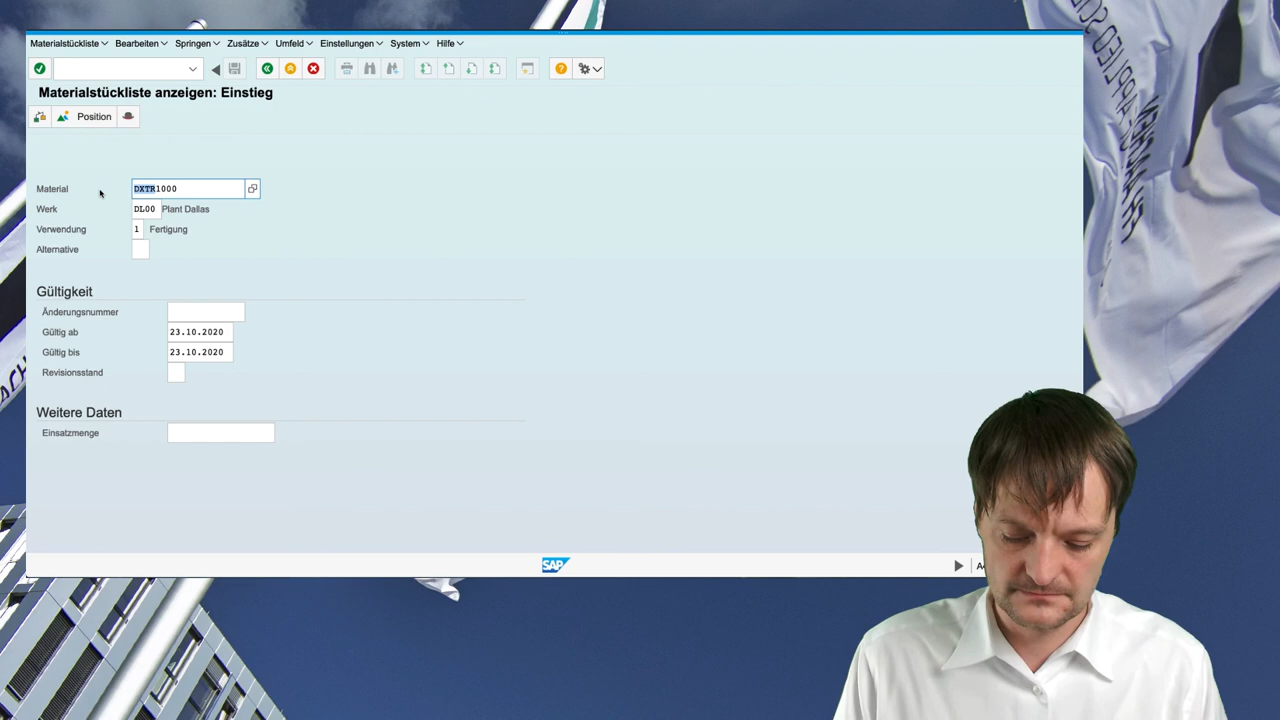 Materialstückliste Bearbeiten Springen Zusätze Umfeld Einstellungen System Hilfe
Materialstückliste anzeigen: Einstieg
Position
Material DXTR1000
Werk DL00 Plant Dallas
Verwendung 1 Fertigung
Alternative
Gültigkeit
Änderungsnummer
Gültig ab 23.10.2020
Gültig bis 23.10.2020
Revisionsstand
Weitere Daten
Einsatzmenge
SAP